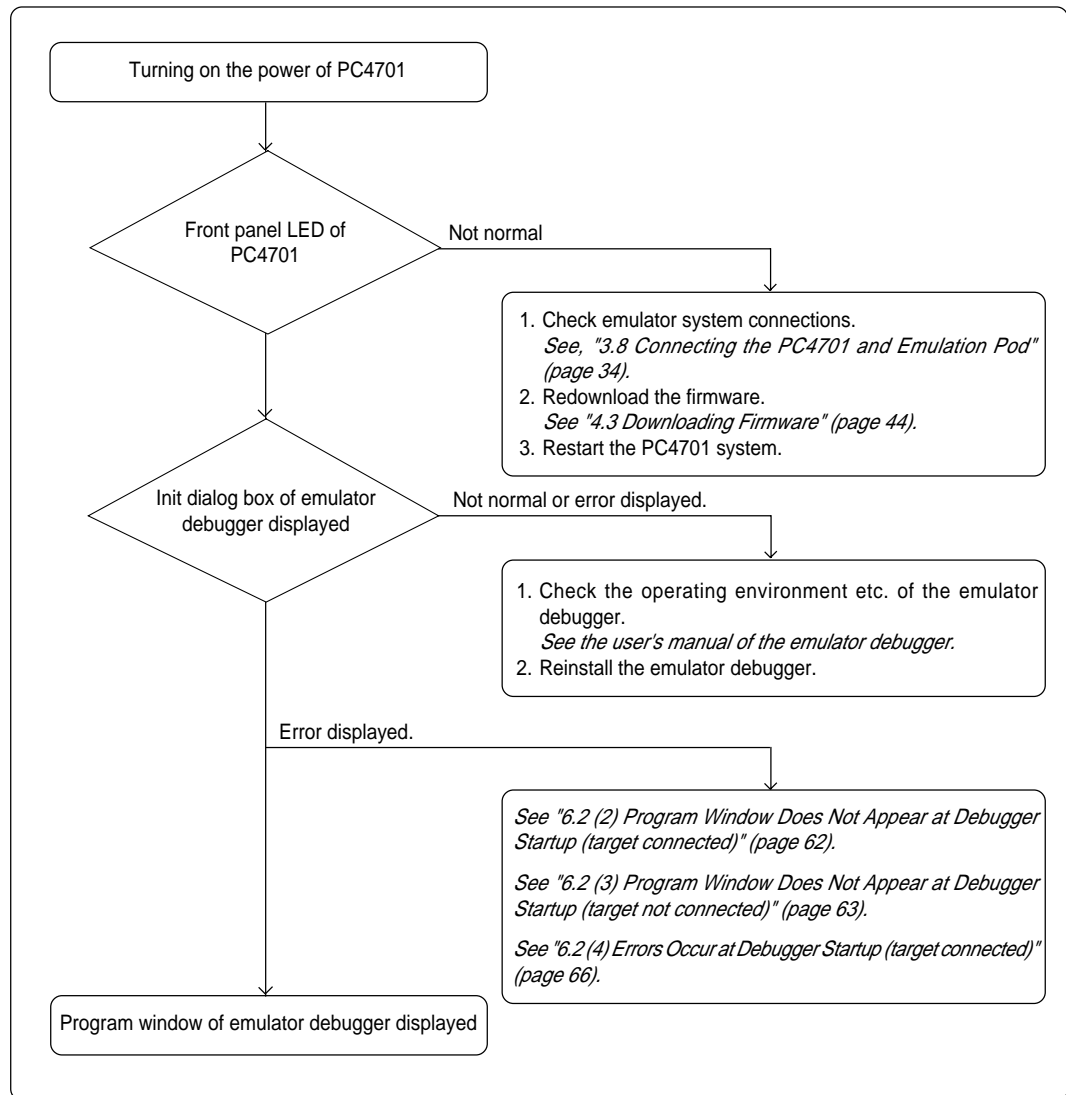 Turning on the power of PC4701
Front panel LED of
PC4701
Not normal
1. Check emulator system connections.
See, "3.8 Connecting the PC4701 and Emulation Pod"
(page 34).
2. Redownload the firmware.
See "4.3 Downloading Firmware" (page 44).
3. Restart the PC4701 system.
Init dialog box of emulator
debugger displayed
Not normal or error displayed.
1. Check the operating environment etc. of the emulator
debugger.
See the user's manual of the emulator debugger.
2. Reinstall the emulator debugger.
Error displayed.
See "6.2 (2) Program Window Does Not Appear at Debugger
Startup (target connected)" (page 62).
See "6.2 (3) Program Window Does Not Appear at Debugger
Startup (target not connected)" (page 63).
See "6.2 (4) Errors Occur at Debugger Startup (target connected)"
(page 66).
Program window of emulator debugger displayed